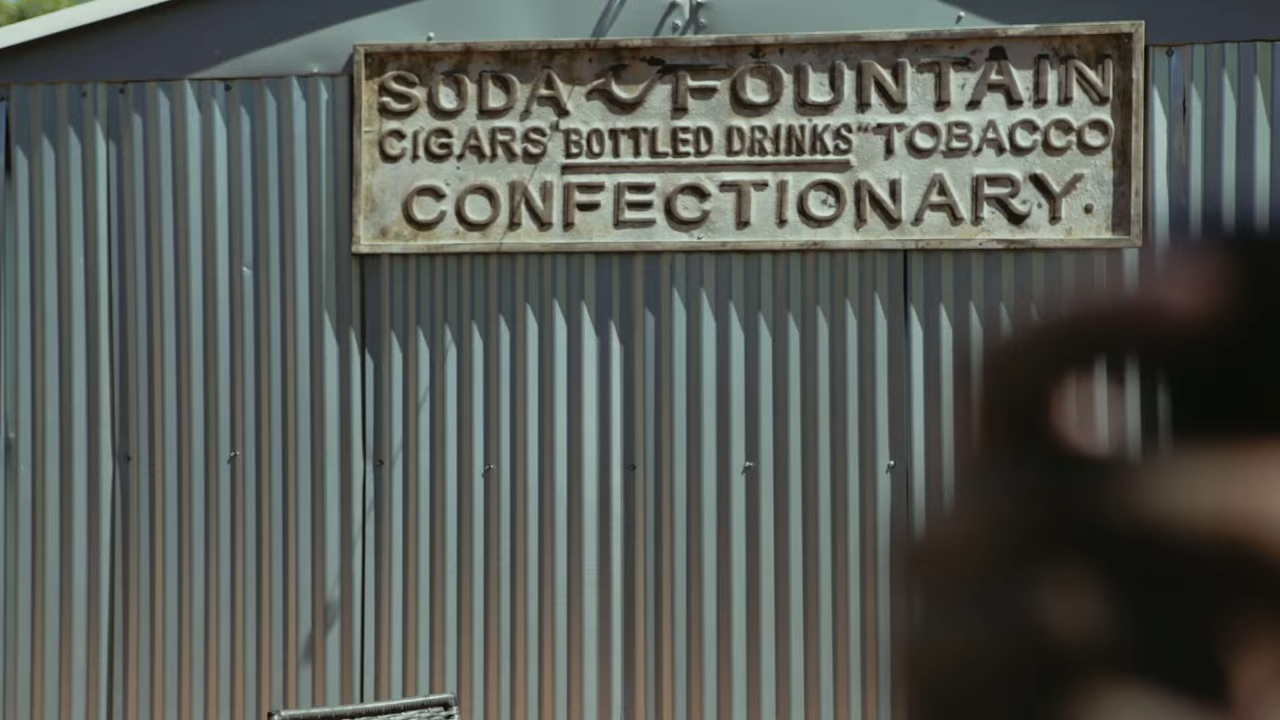 SODA ~ FOUNTAIN
CIGARS "BOTTLED DRINKS" TOBACCO
CONFECTIONARY.